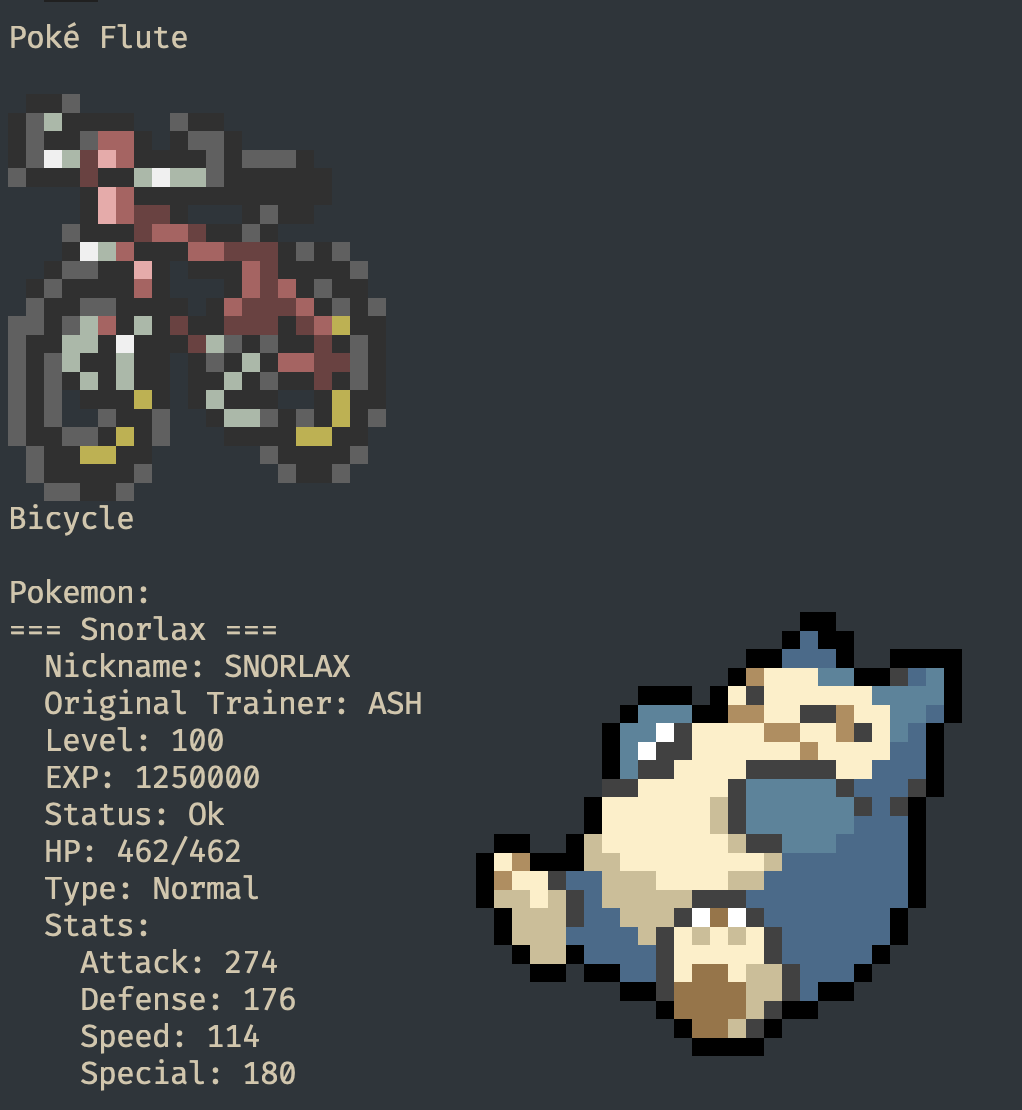 Poké Flute
Bicycle
Pokemon:
=== Snorlax ===
Nickname: SNORLAX
Original Trainer: ASH
Level: 100
EXP: 1250000
Status: Ok
HP: 462/462
Type: Normal
Stats:
Attack: 274
Defense: 176
Speed: 114
Special: 180